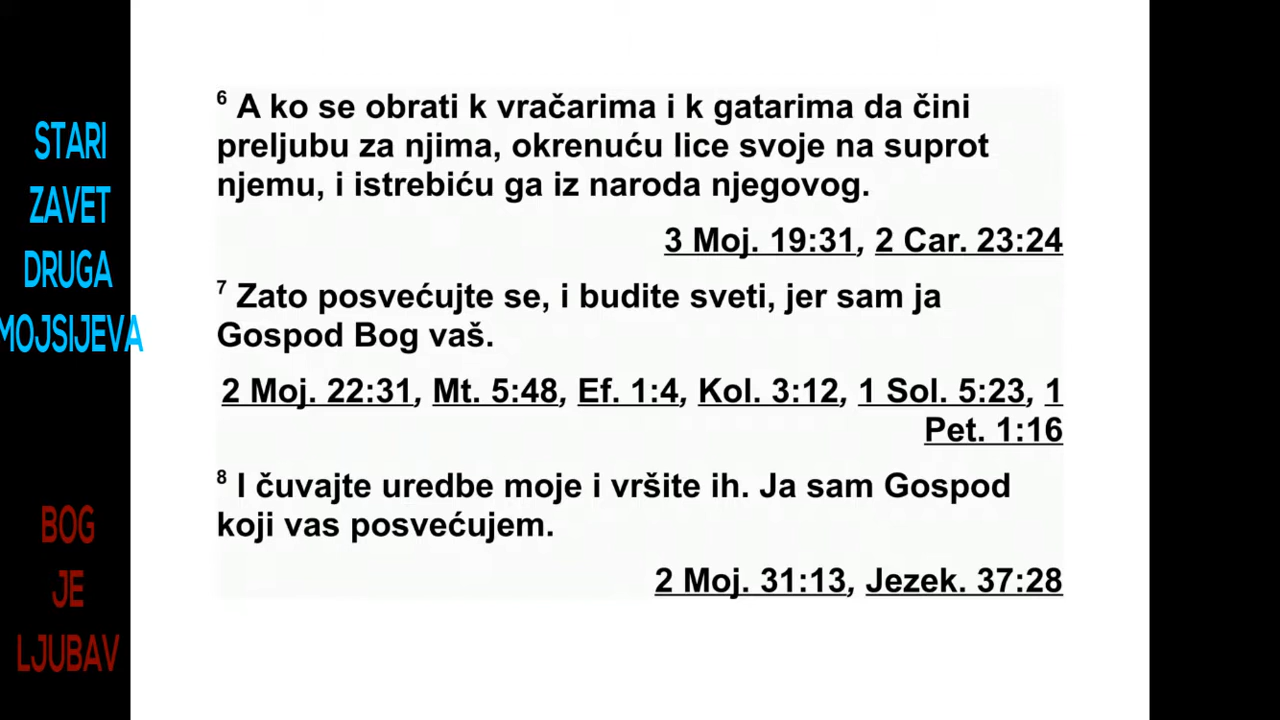 STARI
ZAVET
DRUGA
MOJSIJEVA
BOG
JE
LJUBAV
6 A ko se obrati k vračarima i k gatarima da čini
preljubu za njima, okrenuću lice svoje na suprot
njemu, i istrebiću ga iz naroda njegovog.
3 Moj. 19:31, 2 Car. 23:24
7 Zato posvećujte se, i budite sveti, jer sam ja
Gospod Bog vaš.
2 Moj. 22:31, Mt. 5:48, Ef. 1:4, Kol. 3:12, 1 Sol. 5:23, 1
Pet. 1:16
8 I čuvajte uredbe moje i vršite ih. Ja sam Gospod
koji vas posvećujem.
2 Moj. 31:13, Jezek. 37:28